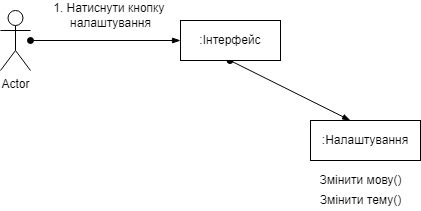 1. Натиснути кнопку
налаштування
:Інтерфейс
Actor
:Налаштування
Змінити мову()
Змінити тему()